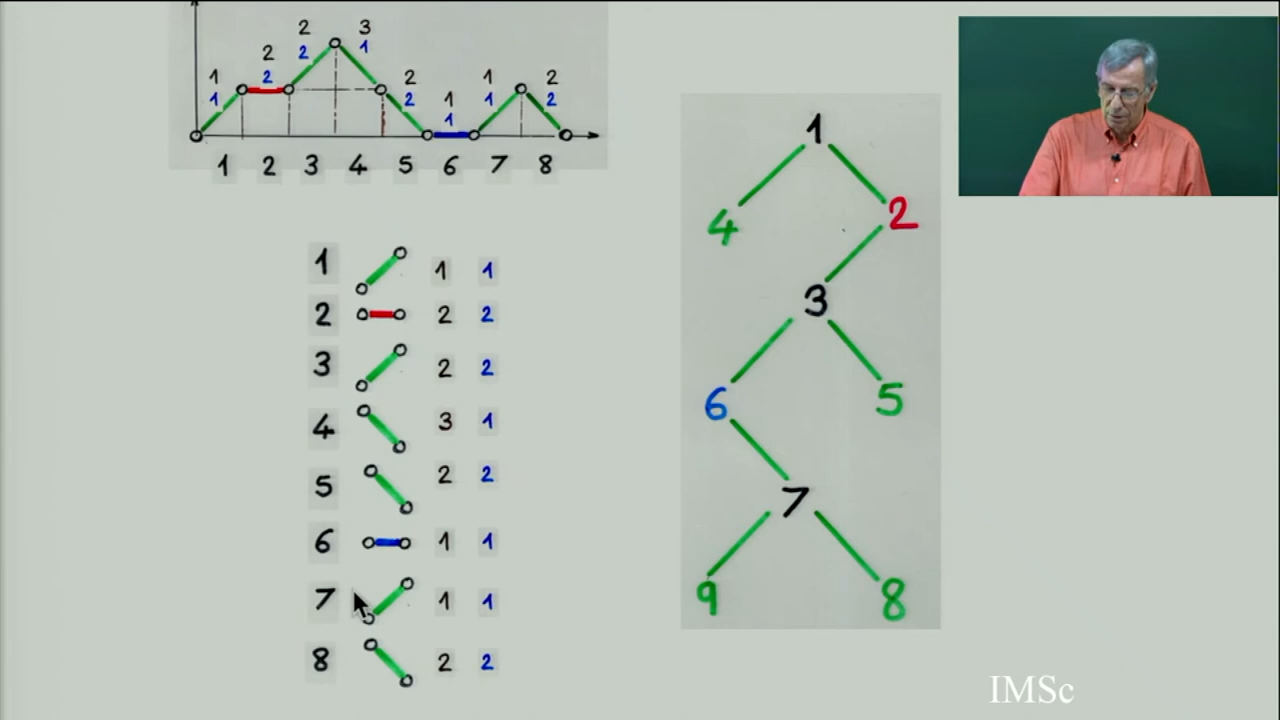 2 3
2 2 1
1 2 2 1 2
1 2 2 1 1 2
1
1 2 3 4 5 6 7 8
1 1 1
2 2 2
3 2 2
4 3 1
5 2 2
6 1 1
7 1 1
8 2 2
1
4 2
3
6 5
7
9 8
IMSc